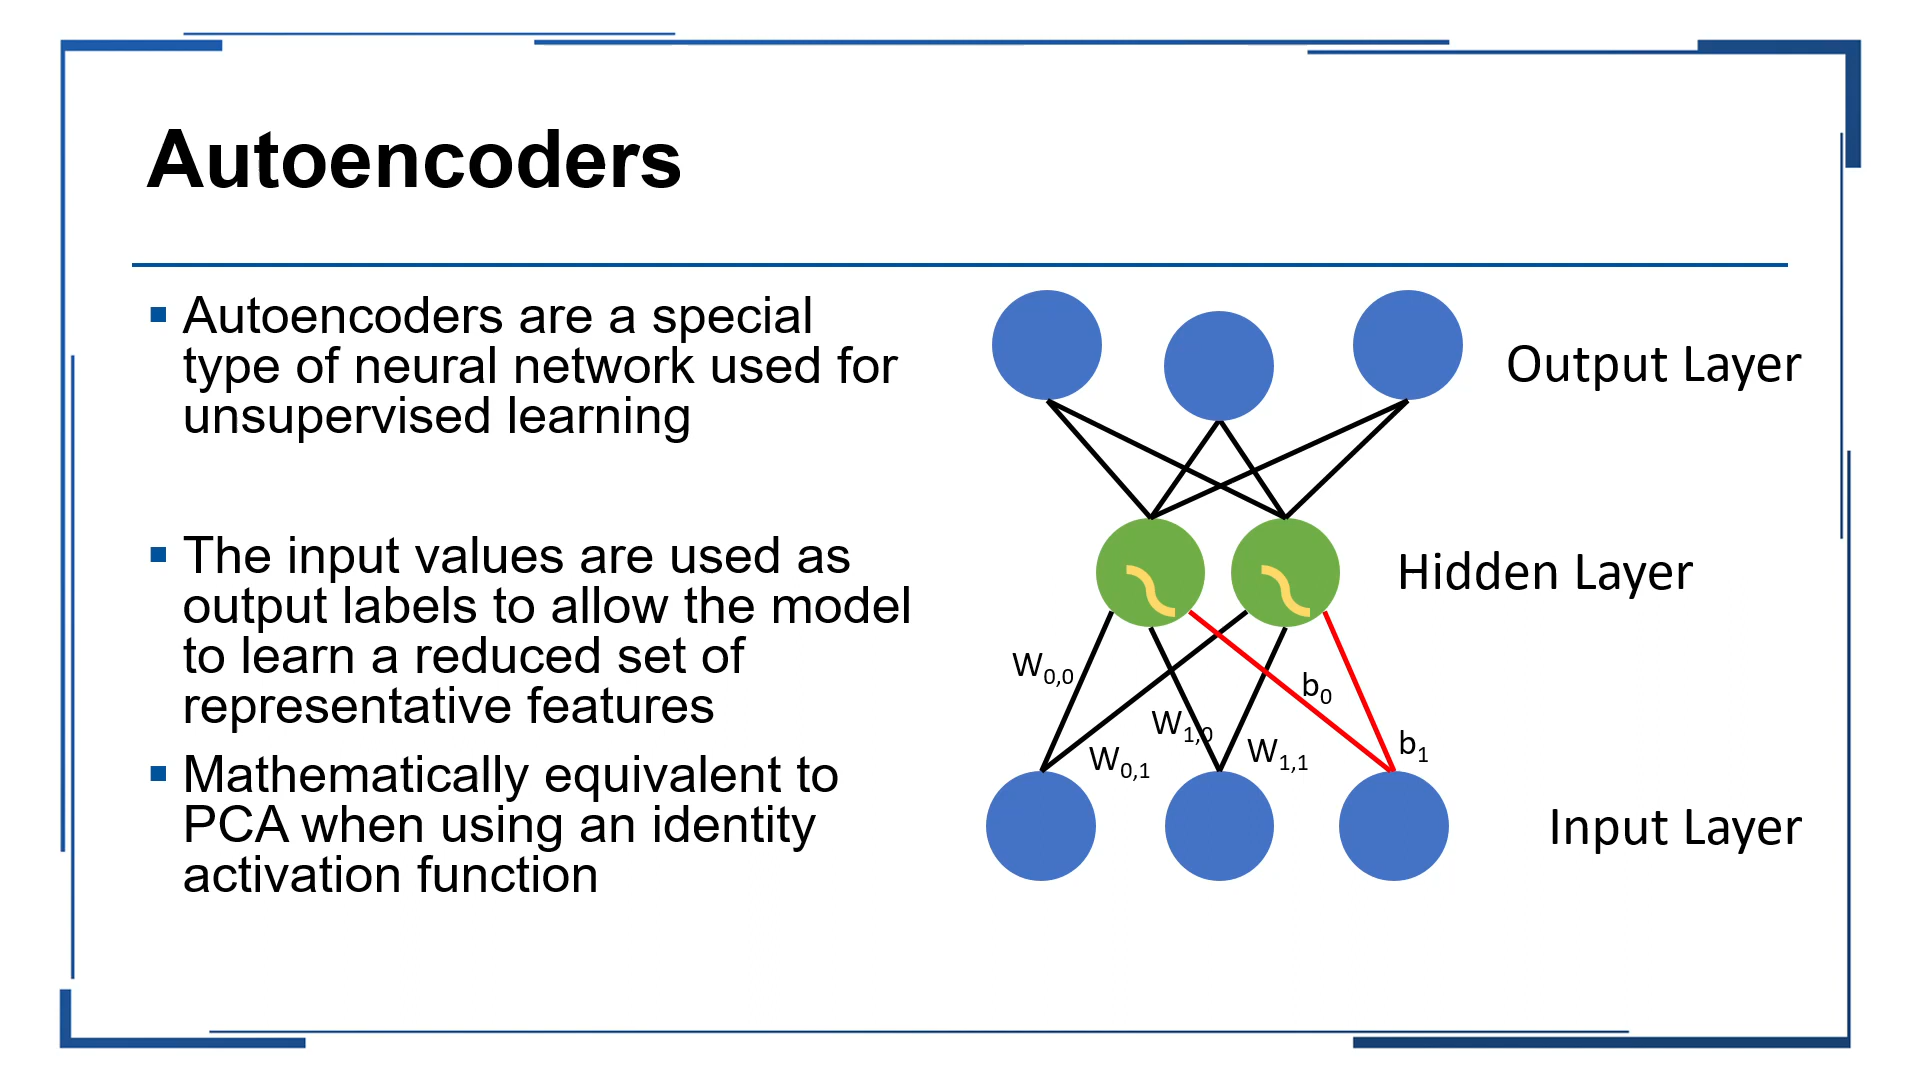 Autoencoders
▪ Autoencoders are a special
type of neural network used for
unsupervised learning
▪ The input values are used as
output labels to allow the model
to learn a reduced set of
representative features
▪ Mathematically equivalent to
PCA when using an identity
activation function
Output Layer
Hidden Layer
W0,0
b0
W1,0
b1
W0,1
W1,1
Input Layer